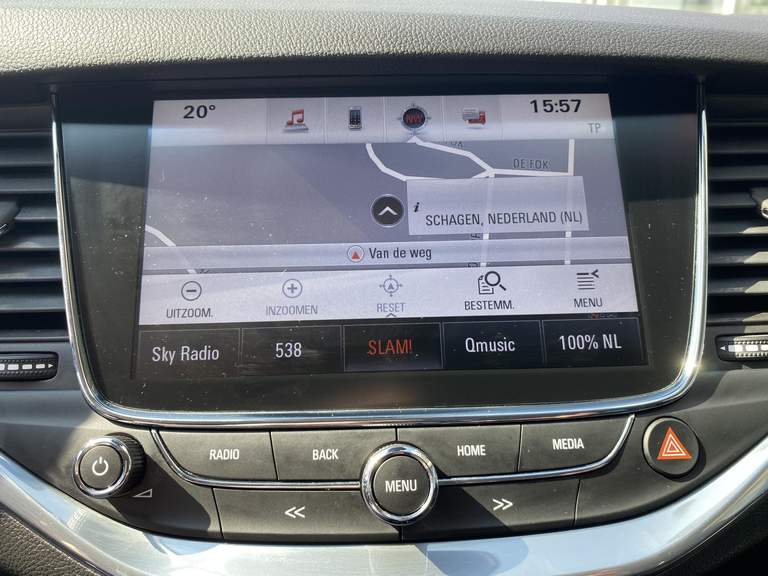 20°
15:57
TP
DE FOK
i
SCHAGEN, NEDERLAND (NL)
Van de weg
UITZOOM.
INZOOMEN
RESET
BESTEMM.
MENU
Sky Radio
538
SLAM!
Qmusic
100% NL
RADIO
BACK
HOME
MEDIA
MENU